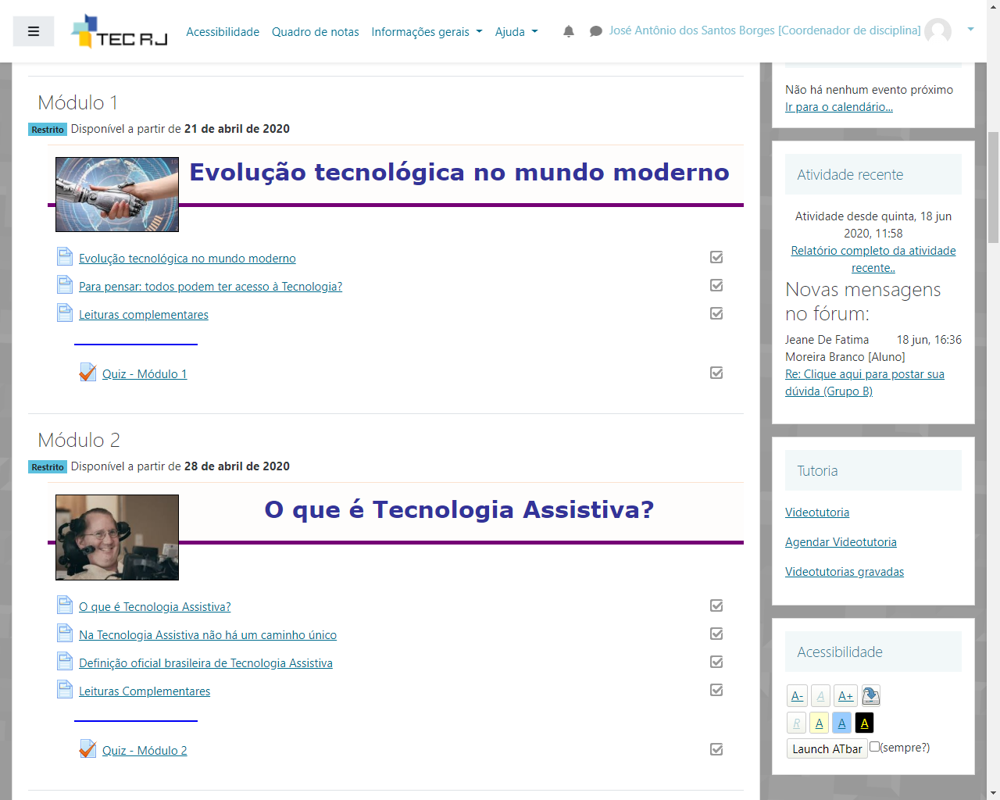 TEC RJ
Acessibilidade
Quadro de notas
Informações gerais
Ajuda
José Antônio dos Santos Borges [Coordenador de disciplina]
Módulo 1
Restrito Disponível a partir de 21 de abril de 2020
Evolução tecnológica no mundo moderno
Evolução tecnológica no mundo moderno
Para pensar: todos podem ter acesso à Tecnologia?
Leituras complementares
Quiz - Módulo 1
Módulo 2
Restrito Disponível a partir de 28 de abril de 2020
O que é Tecnologia Assistiva?
O que é Tecnologia Assistiva?
Na Tecnologia Assistiva não há um caminho único
Definição oficial brasileira de Tecnologia Assistiva
Leituras Complementares
Quiz - Módulo 2
Não há nenhum evento próximo
Ir para o calendário...
Atividade recente
Atividade desde quinta, 18 jun
2020, 11:58
Relatório completo da atividade
recente..
Novas mensagens
no fórum:
Jeane De Fatima 18 jun, 16:36
Moreira Branco [Aluno]
Re: Clique aqui para postar sua
dúvida (Grupo B)
Tutoria
Videotutoria
Agendar Videotutoria
Videotutorias gravadas
Acessibilidade
A- A A+
R A A A
Launch ATbar (sempre?)